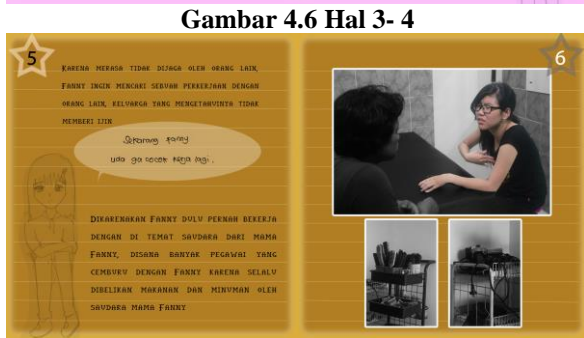 Gambar 4.6 Hal 3- 4
5
KARENA MERASA TIDAK DIJAGA OLEH ORANG LAIN,
FANNY INGIN MENCARI SEBUAH PERKERJAAN DENGAN
ORANG LAIN, KELUARGA YANG MENGETAHUINYA TIDAK
MEMBERI IJIN
Sekarang Fanny
uda ga cocok kerja lagi,
DIKARENAKAN FANNY DULU PERNAH BEKERJA
DENGAN DI TEMAT SAUDARA DARI MAMA
FANNY, DISANA BANYAK PEGAWAI YANG
CEMBURU DENGAN FANNY KARENA SELALU
DIBELIKAN MAKANAN DAN MINUMAN OLEH
SAUDARA MAMA FANNY
6